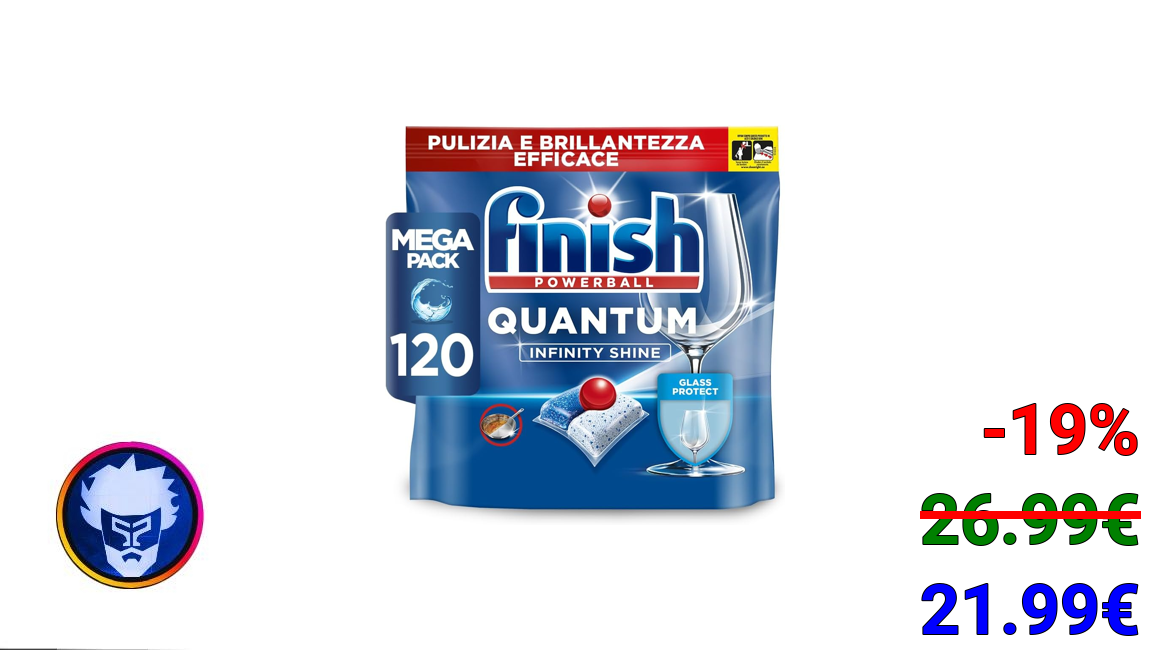 PULIZIA E BRILLANTEZZA
EFFICACE
MEGA
PACK
120
finish
POWERBALL
QUANTUM
INFINITY SHINE
GLASS
PROTECT
-19%
26.99€
21.99€